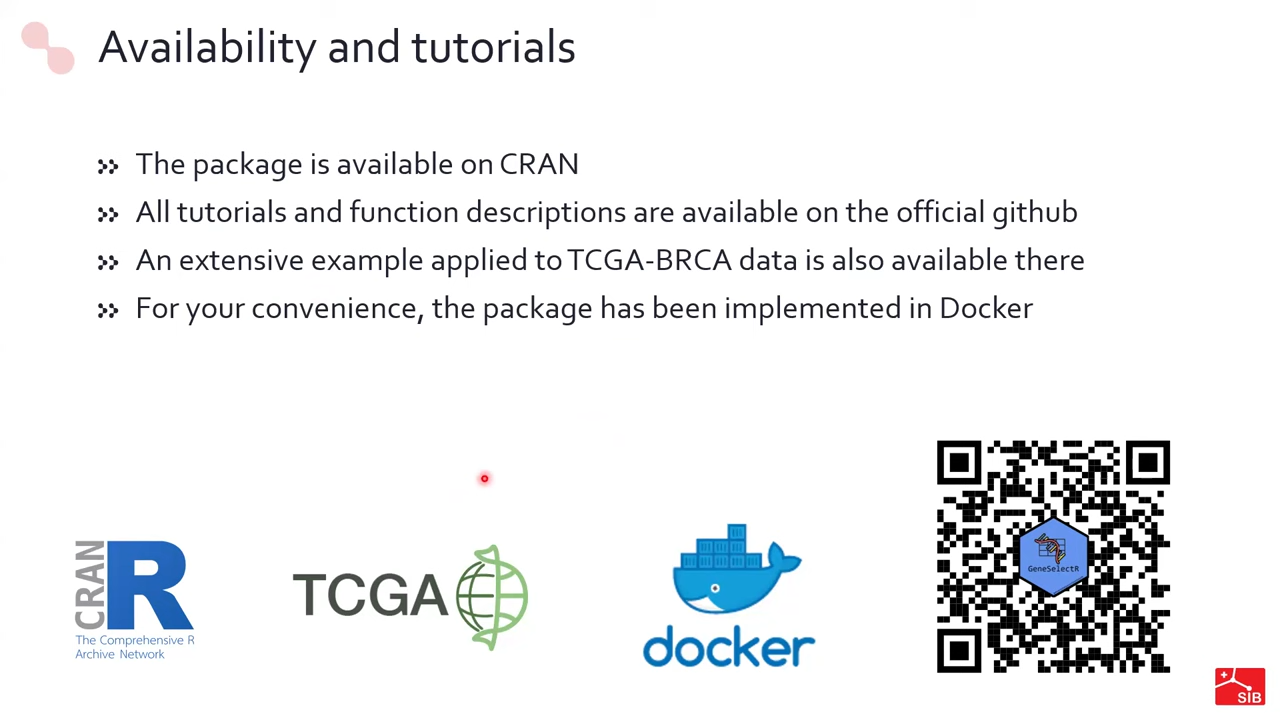 Availability and tutorials
The package is available on CRAN
All tutorials and function descriptions are available on the official github
An extensive example applied to TCGA-BRCA data is also available there
For your convenience, the package has been implemented in Docker
CRAN
R
The Comprehensive R
Archive Network
TCGA
docker
GeneSelectR
SIB